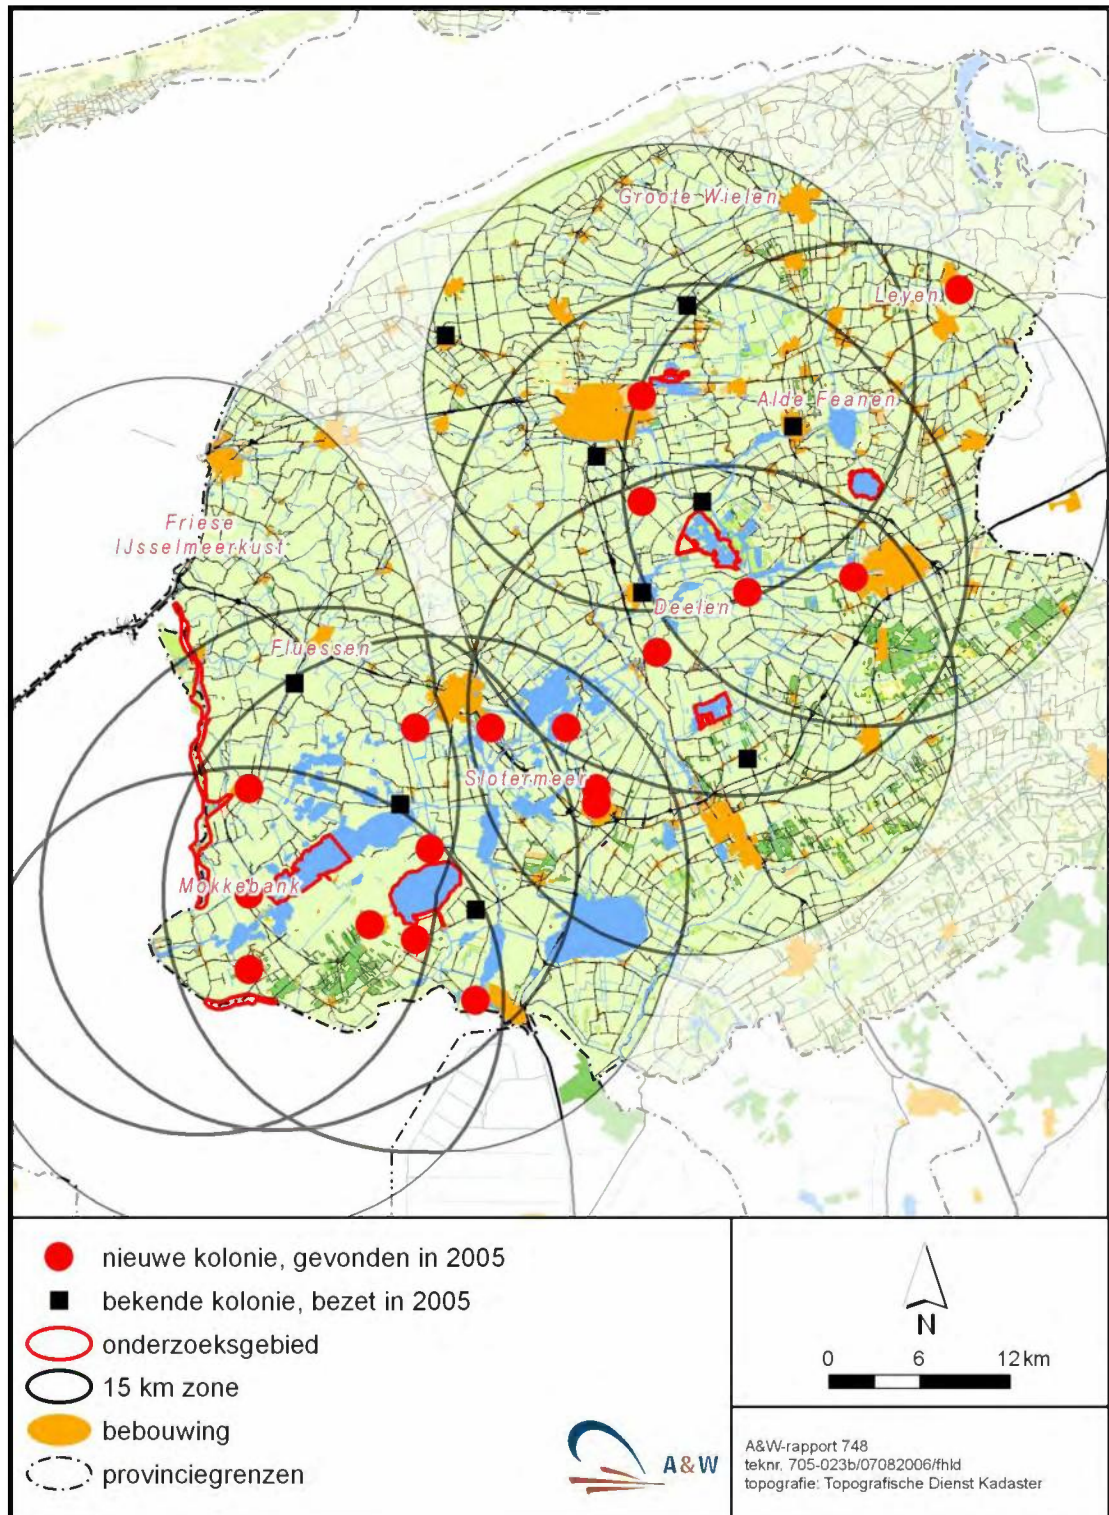 Groote Wielen
Leyen
Alde Feanen
Friese
IJsselmeerkust
Deelen
Fluessen
Slotermeer
Mokkebank
nieuwe kolonie, gevonden in 2005
bekende kolonie, bezet in 2005
onderzoeksgebied
15 km zone
bebouwing
provinciegrenzen
A&W
N
0 6 12km
A&W-rapport 748
teknr. 705-023b/07082006/fhld
topografie: Topografische Dienst Kadaster